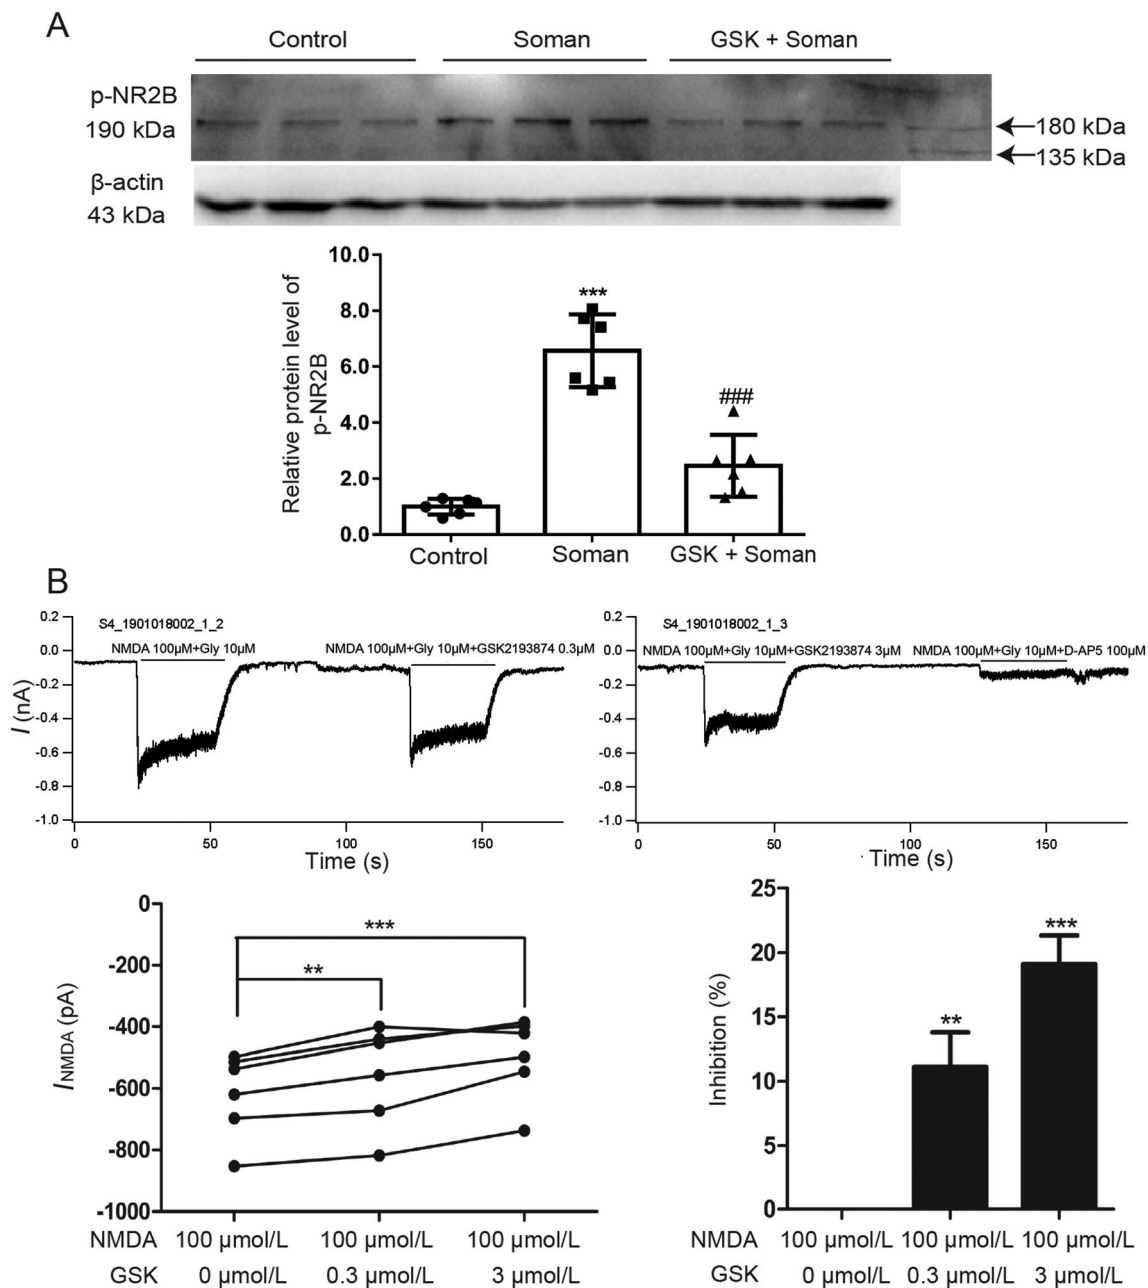 A
Control
Soman
GSK + Soman
p-NR2B
190 kDa
180 kDa
135 kDa
β-actin
43 kDa
Relative protein level of
p-NR2B
10.0
8.0
6.0
4.0
2.0
0.0
***
###
Control
Soman
GSK + Soman
B
I (nA)
0.2
0.0
-0.2
-0.4
-0.6
-0.8
-1.0
S4_1901018002_1_2
NMDA 100μM+Gly 10μM
NMDA 100μM+Gly 10μM+GSK2193874 0.3μM
0
50
100
150
Time (s)
0.2
0.0
-0.2
-0.4
-0.6
-0.8
-1.0
S4_1901018002_1_3
NMDA 100μM+Gly 10μM+GSK2193874 3μM
NMDA 100μM+Gly 10μM+D-AP5 100μM
0
50
100
150
Time (s)
INMDA (pA)
0
-200
-400
-600
-800
-1000
***
**
NMDA 100 μmol/L 100 μmol/L 100 μmol/L
GSK 0 μmol/L 0.3 μmol/L 3 μmol/L
Inhibition (%)
25
20
15
10
5
0
**
***
NMDA 100 μmol/L 100 μmol/L 100 μmol/L
GSK 0 μmol/L 0.3 μmol/L 3 μmol/L